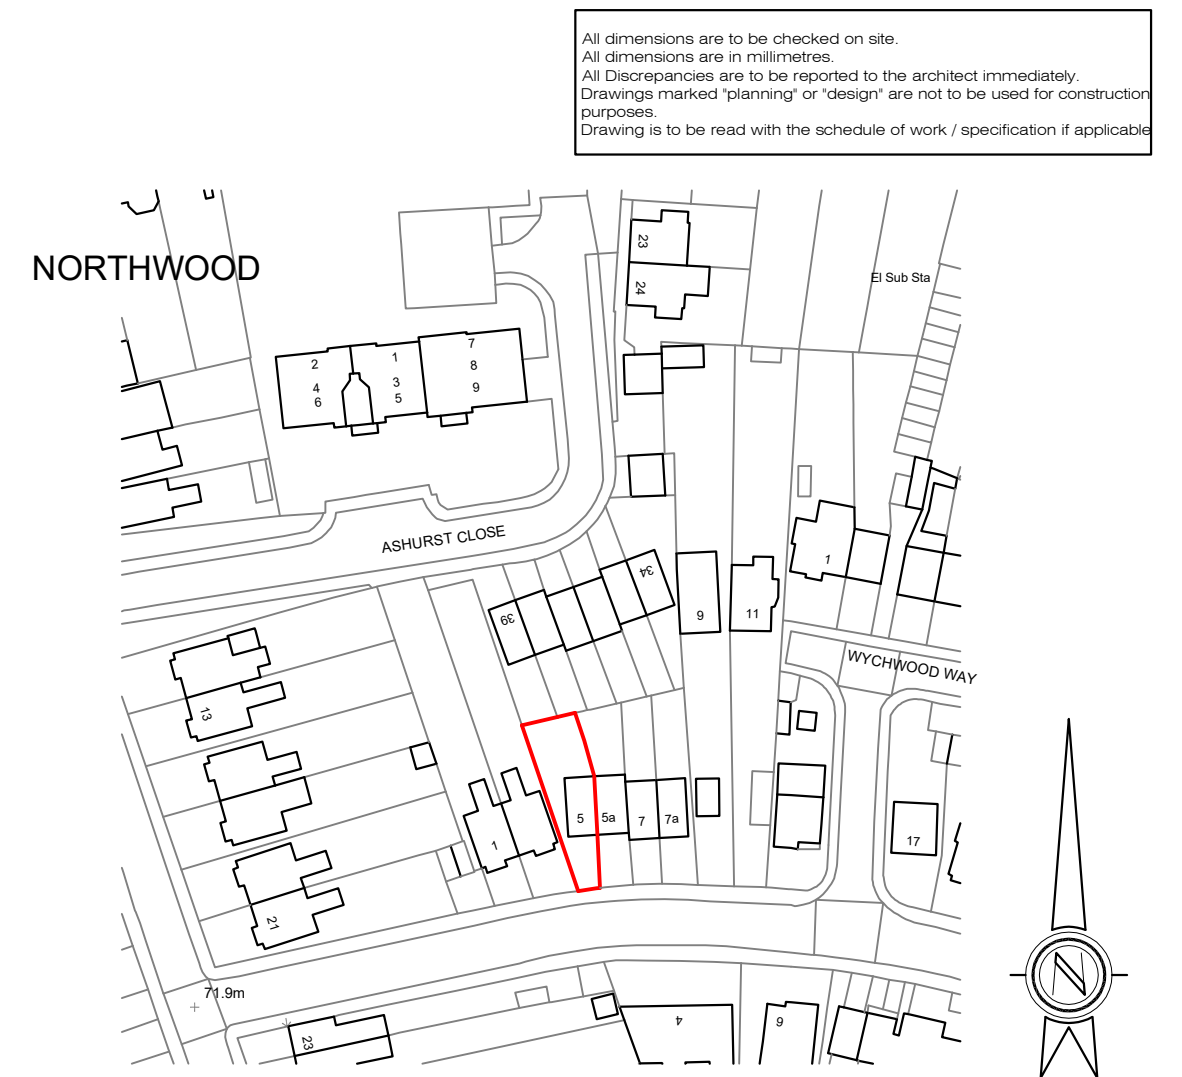 All dimensions are to be checked on site.
All dimensions are in millimetres.
All Discrepancies are to be reported to the architect immediately.
Drawings marked "planning" or "design" are not to be used for construction
purposes.
Drawing is to be read with the schedule of work / specification if applicable
NORTHWOOD
23
24
El Sub Sta
2
4
6
1
3
5
7
8
9
ASHURST CLOSE
34
39
9
11
1
WYCHWOOD WAY
13
1
5
5a
7
7a
17
21
71.9m
23
4
6
N